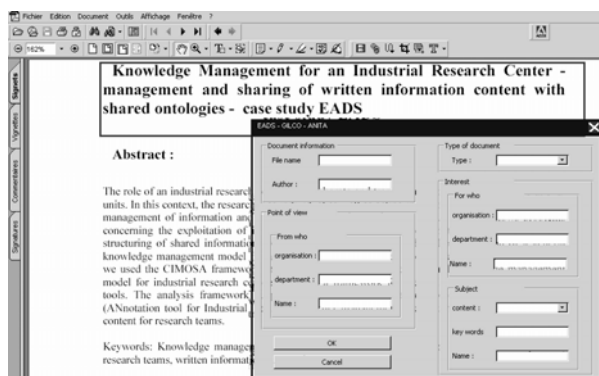 Fichier Edition Document Outils Affichage Fenêtre ?
162%
Signets
Vignettes
Commentaires
Signatures
Knowledge Management for an Industrial Research Center -
management and sharing of written information content with
shared ontologies - case study EADS
Abstract :
The role of an industrial research
units. In this context, the researc
management of information and
concerning the exploitation of
structuring of shared informatic
knowledge management model
we used the CIMOSA framewo
model for industrial research c
tools. The analysis framework
(ANnotation tool for Industrial
content for research teams.
Keywords: Knowledge manage
research teams, written informat
EADS - GILCO - ANITA
Document information
File name
Author :
Point of view
From who
organisation :
department :
Name :
OK
Cancel
Type of document
Type :
Interest
For who
organisation :
department :
Name :
Subject
content :
key words
Name :